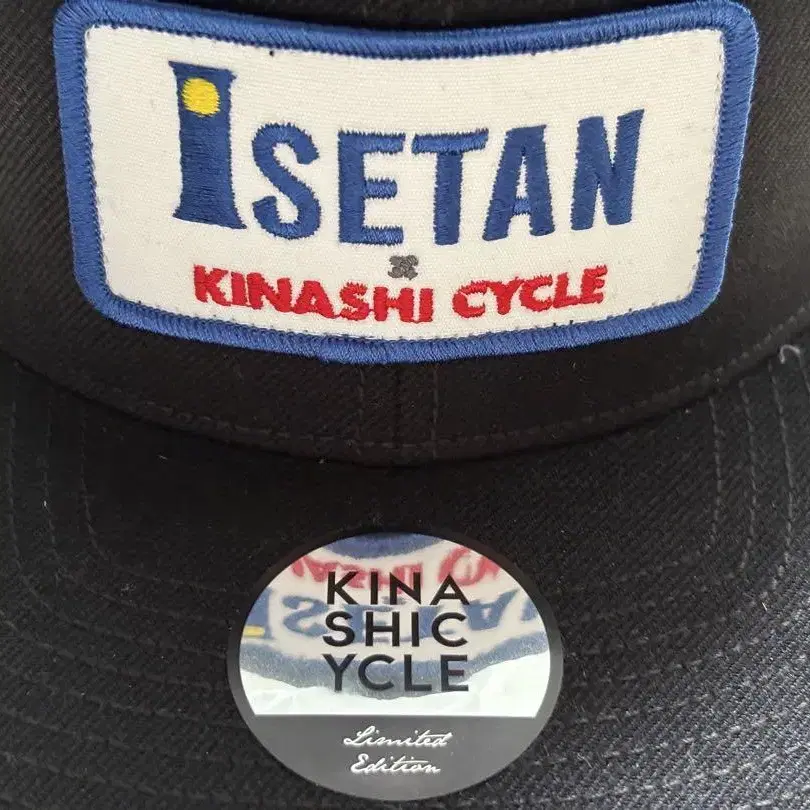 ISETAN
×
KINASHI CYCLE
KINA
SHIC
YCLE
Limited
Edition